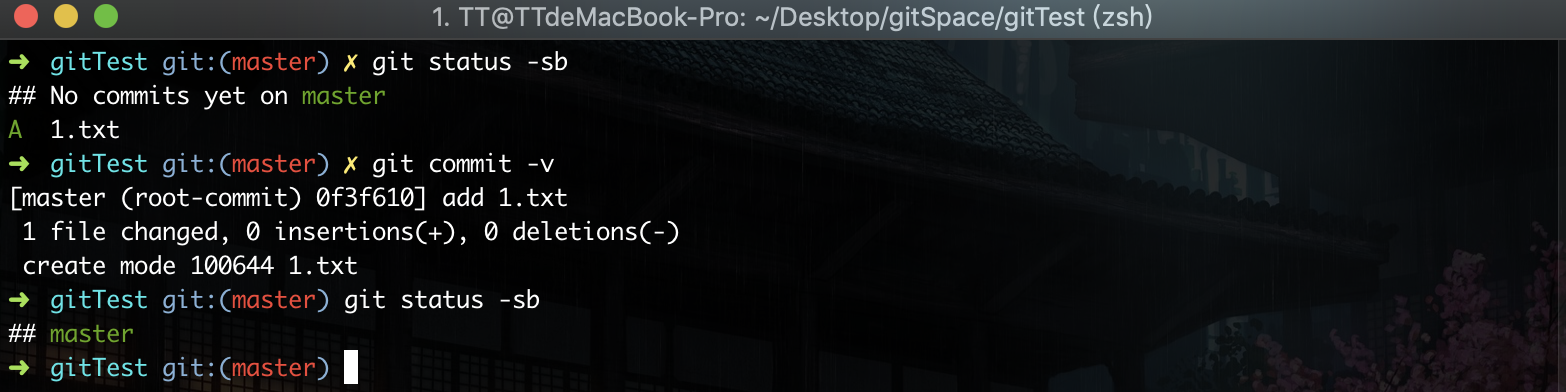 1. TT@TTdeMacBook-Pro: ~/Desktop/gitSpace/gitTest (zsh)
➜  gitTest git:(master) ✗ git status -sb
## No commits yet on master
A  1.txt
➜  gitTest git:(master) ✗ git commit -v
[master (root-commit) 0f3f610] add 1.txt
 1 file changed, 0 insertions(+), 0 deletions(-)
 create mode 100644 1.txt
➜  gitTest git:(master) git status -sb
## master
➜  gitTest git:(master)